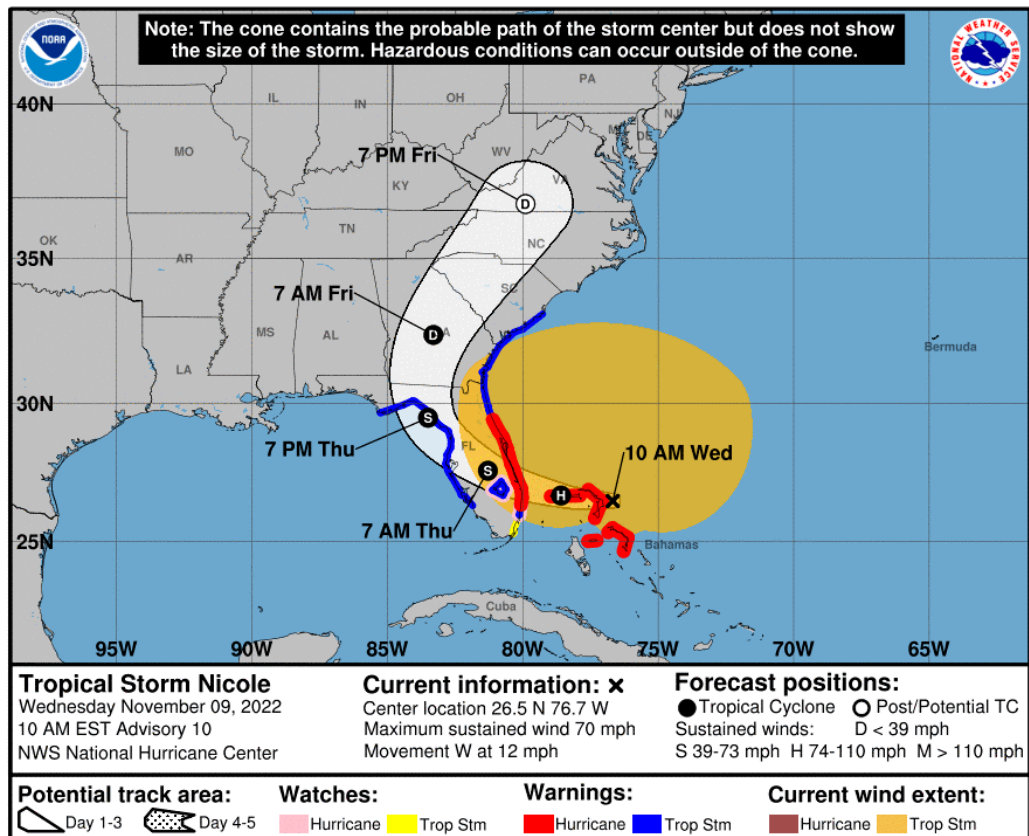 Note: The cone contains the probable path of the storm center but does not show
the size of the storm. Hazardous conditions can occur outside of the cone.
NOAA
NATIONAL WEATHER SERVICE
40N
35N
30N
25N
IL
IN
OH
PA
NJ
DE
MO
WV
VA
KY
7 PM Fri
D
OK
TN
NC
AR
SC
7 AM Fri
D
MS
AL
LA
Bermuda
7 PM Thu
S
FL
S
7 AM Thu
H
10 AM Wed
Bahamas
Cuba
95W 90W 85W 80W 75W 70W 65W
Tropical Storm Nicole
Wednesday November 09, 2022
10 AM EST Advisory 10
NWS National Hurricane Center
Current information: ✖
Center location 26.5 N 76.7 W
Maximum sustained wind 70 mph
Movement W at 12 mph
Forecast positions:
Tropical Cyclone Post/Potential TC
Sustained winds: D < 39 mph
S 39-73 mph H 74-110 mph M > 110 mph
Potential track area:
Day 1-3 Day 4-5
Watches:
Hurricane Trop Stm
Warnings:
Hurricane Trop Stm
Current wind extent:
Hurricane Trop Stm